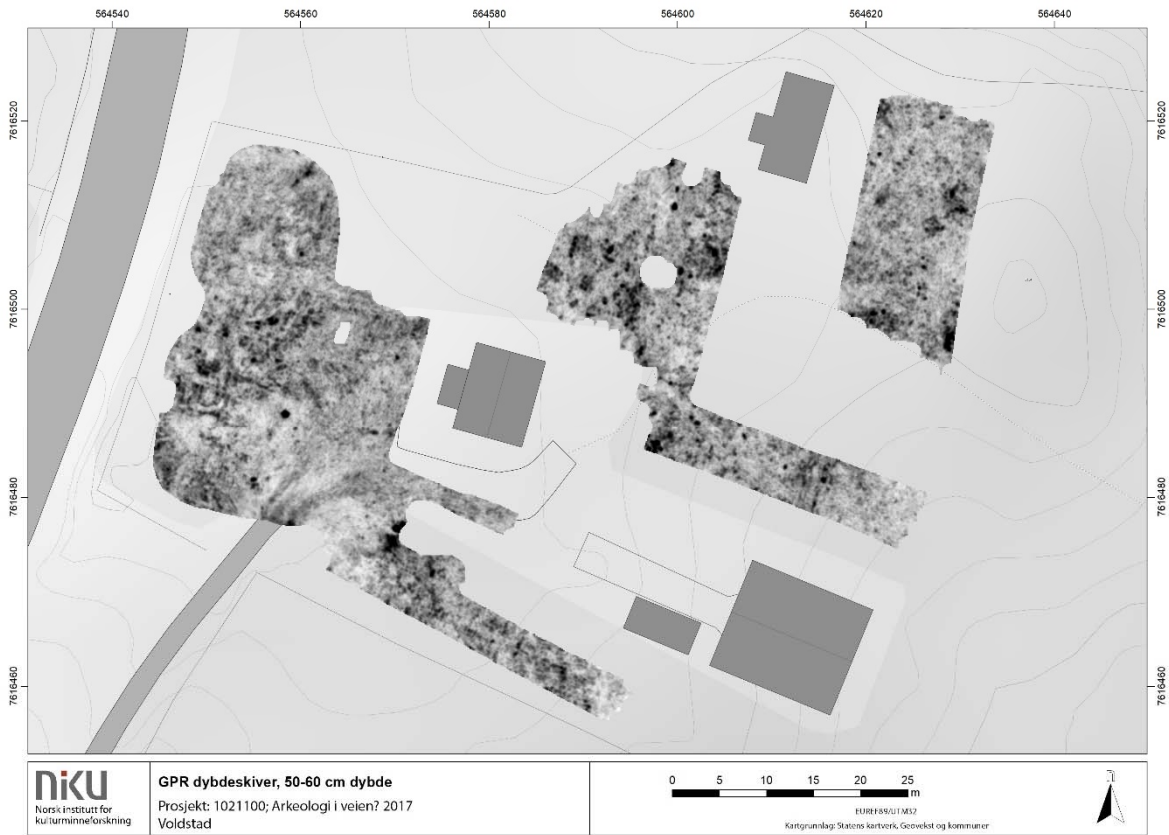 564540 564560 564580 564600 564620 564640
7616520 7616520
7616500 7616500
7616480 7616480
7616460 7616460
niku
Norsk institutt for
kulturminneforskning
GPR dybdeskiver, 50-60 cm dybde
Prosjekt: 1021100; Arkeologi i veien? 2017
Voldstad
0 5 10 15 20 25
m
EUREF89/UTM32
Kartgrunnlag: Statens kartverk, Geovekst og kommuner